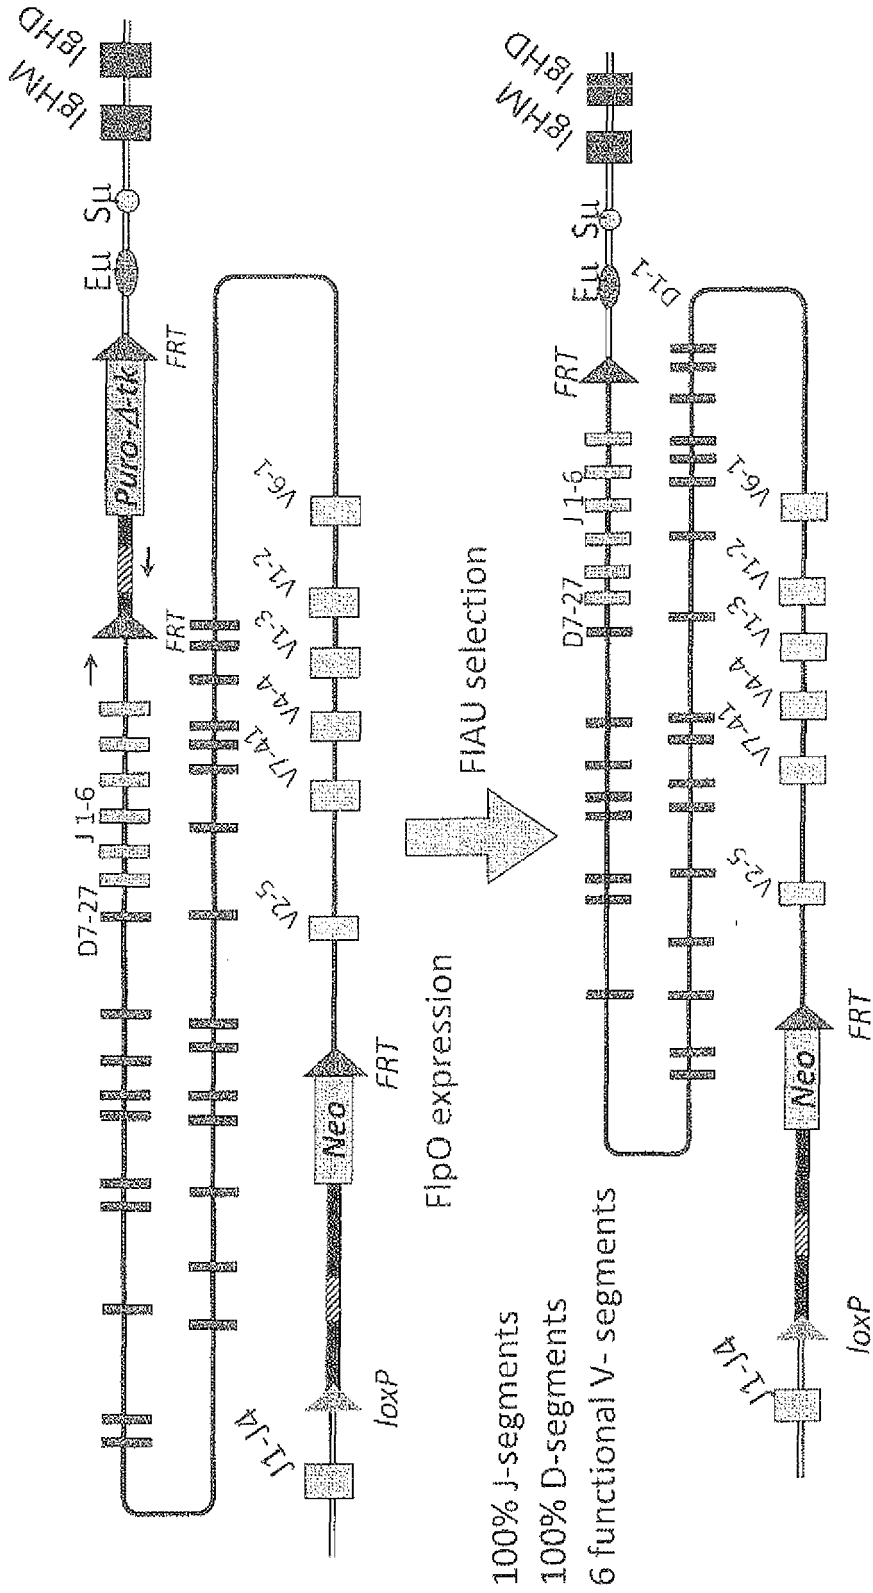 IgHD
IgHM
Sμ
Eμ
FRT
Puro-Δ-tk
FRT
J 1-6
D7-27
V6-1
V1-2
V1-3
V4-4
V7-41
V2-5
FRT
Neo
loxP
J1-J4
FlpO expression
FIAU selection
100% J-segments
100% D-segments
6 functional V- segments
IgHD
IgHM
Sμ
Eμ
FRT
D1-1
J 1-6
D7-27
V6-1
V1-2
V1-3
V4-4
V7-41
V2-5
FRT
Neo
loxP
J1-J4